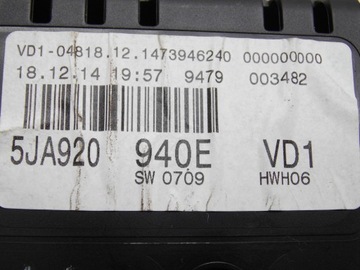 VD1-04818.12.1473946240 000000000
18.12.14 19:57 9479 003482
5JA920 940E VD1
SW 0709 HWH06